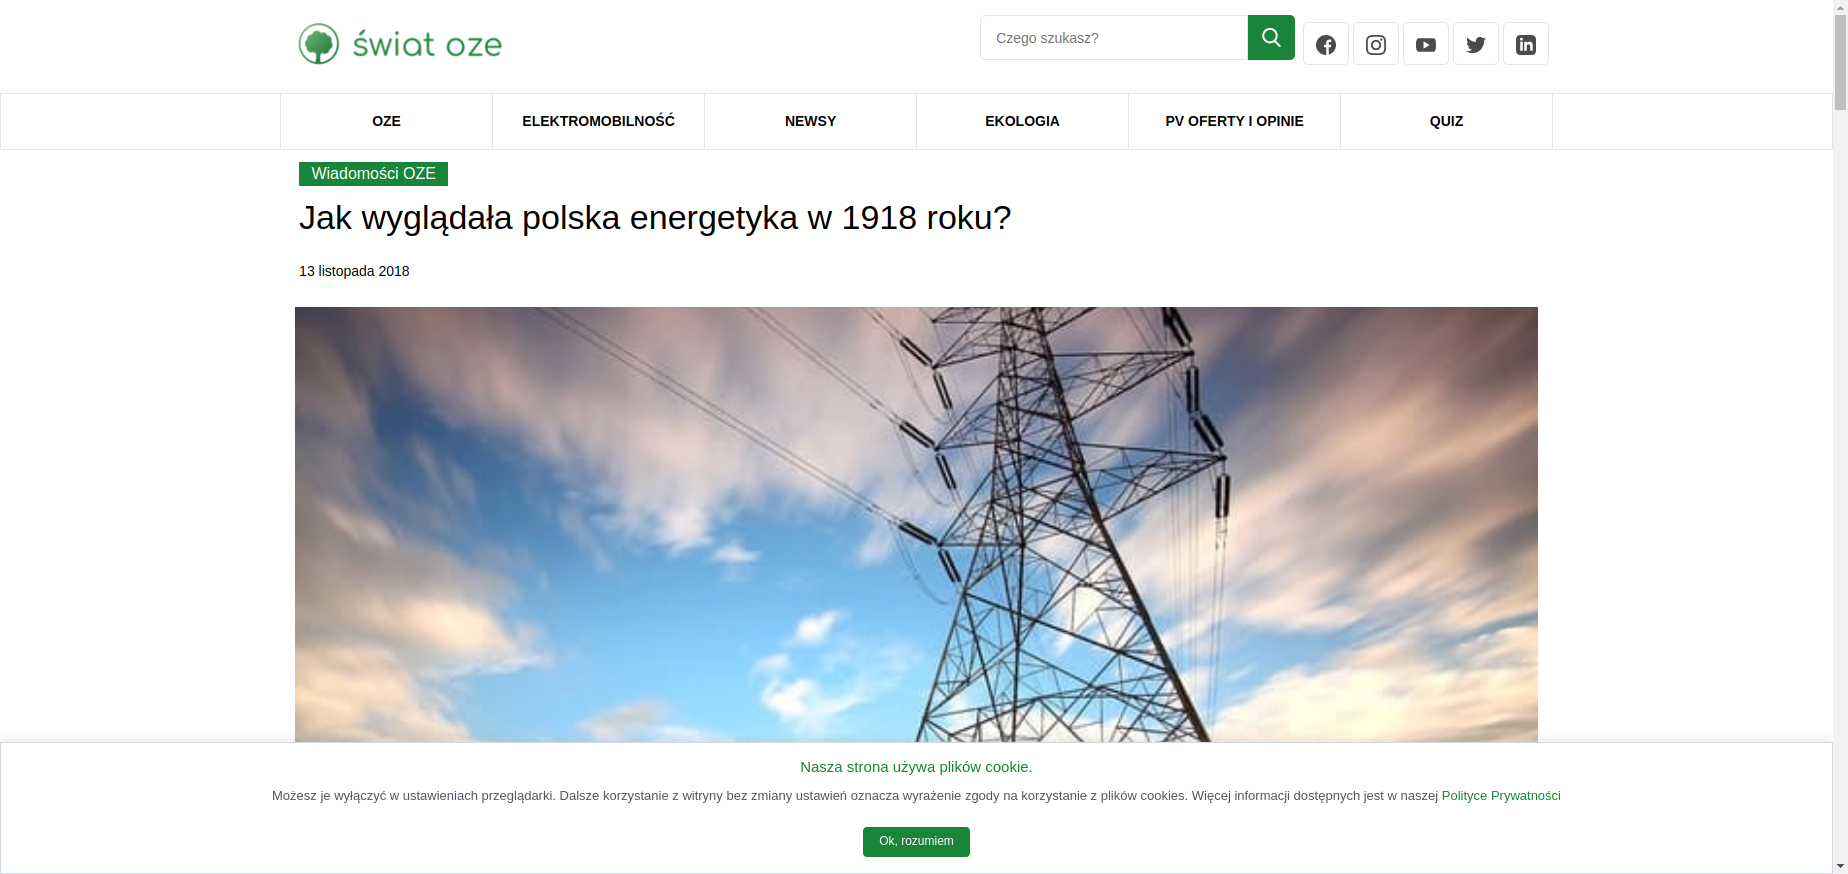 świat oze
Czego szukasz?
OZE
ELEKTROMOBILNOŚĆ
NEWSY
EKOLOGIA
PV OFERTY I OPINIE
QUIZ
Wiadomości OZE
Jak wyglądała polska energetyka w 1918 roku?
13 listopada 2018
Nasza strona używa plików cookie.
Możesz je wyłączyć w ustawieniach przeglądarki. Dalsze korzystanie z witryny bez zmiany ustawień oznacza wyrażenie zgody na korzystanie z plików cookies. Więcej informacji dostępnych jest w naszej Polityce Prywatności
Ok, rozumiem